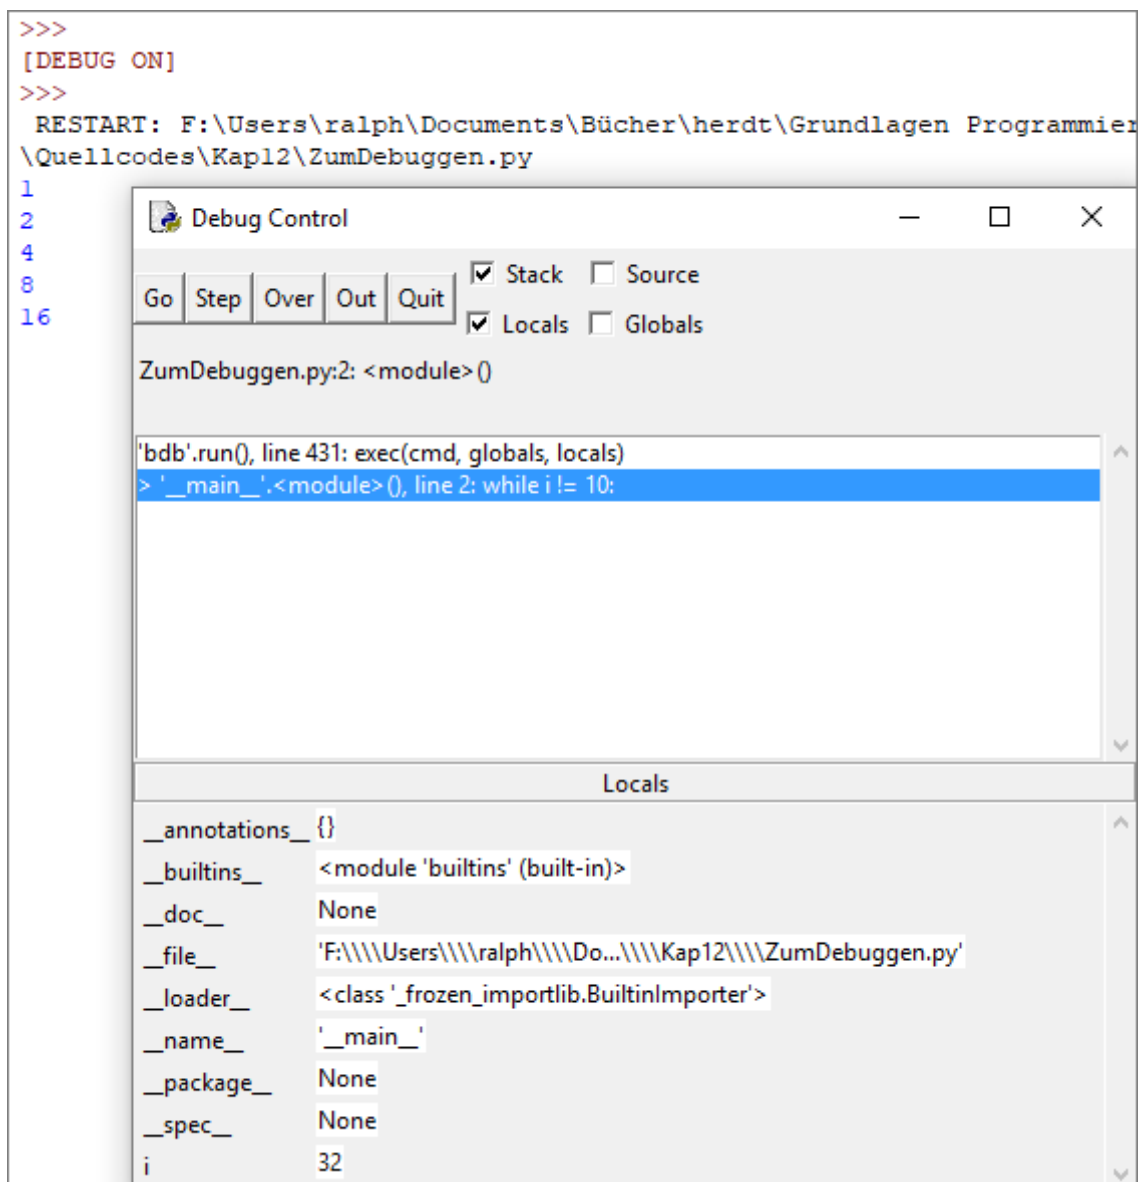 >>>
[DEBUG ON]
>>>
RESTART: F:\Users\ralph\Documents\Bücher\herdt\Grundlagen Programmier
\Quellcodes\Kap12\ZumDebuggen.py
1
2
4
8
16
Debug Control
Go Step Over Out Quit
Stack Source
Locals Globals
ZumDebuggen.py:2: <module>()
'bdb'.run(), line 431: exec(cmd, globals, locals)
> '__main__'.<module>(), line 2: while i != 10:
Locals
__annotations__ {}
__builtins__ <module 'builtins' (built-in)>
__doc__ None
__file__ 'F:\\\\Users\\\\ralph\\\\Do...\\\\Kap12\\\\ZumDebuggen.py'
__loader__ <class '_frozen_importlib.BuiltinImporter'>
__name__ '__main__'
__package__ None
__spec__ None
i 32